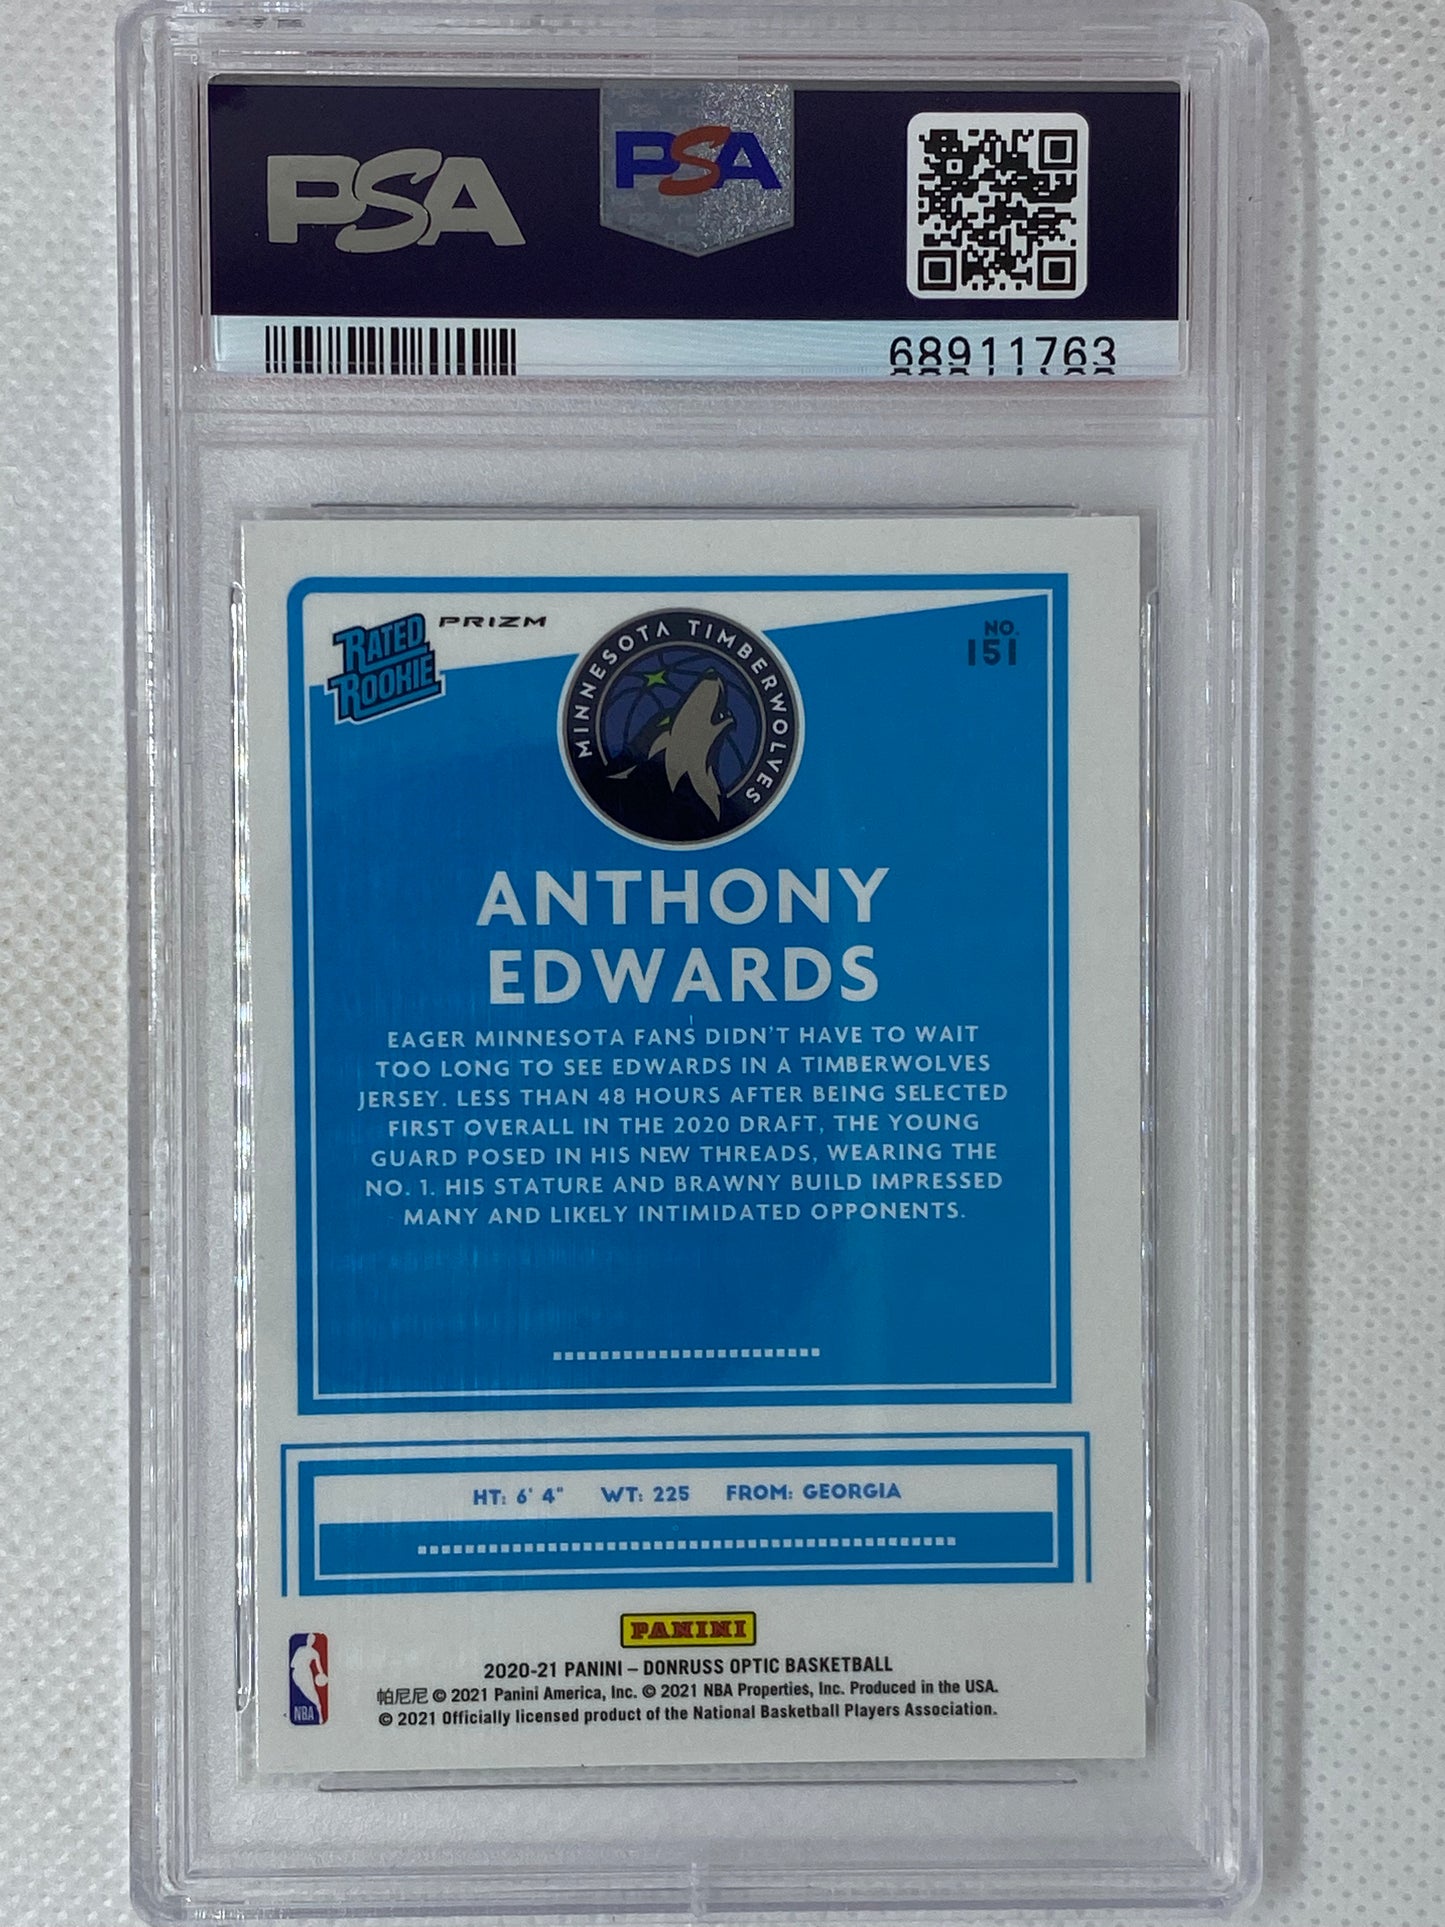 PSA
PSA
68911763
RATED
ROOKIE
PRIZM
MINNESOTA TIMBERWOLVES
NO.
151
ANTHONY
EDWARDS
EAGER MINNESOTA FANS DIDN'T HAVE TO WAIT
TOO LONG TO SEE EDWARDS IN A TIMBERWOLVES
JERSEY. LESS THAN 48 HOURS AFTER BEING SELECTED
FIRST OVERALL IN THE 2020 DRAFT, THE YOUNG
GUARD POSED IN HIS NEW THREADS, WEARING THE
NO. 1. HIS STATURE AND BRAWNY BUILD IMPRESSED
MANY AND LIKELY INTIMIDATED OPPONENTS.
HT: 6' 4" WT: 225 FROM: GEORGIA
PANINI
2020-21 PANINI – DONRUSS OPTIC BASKETBALL
帕尼尼 © 2021 Panini America, Inc. © 2021 NBA Properties, Inc. Produced in the USA.
© 2021 Officially licensed product of the National Basketball Players Association.
NBA